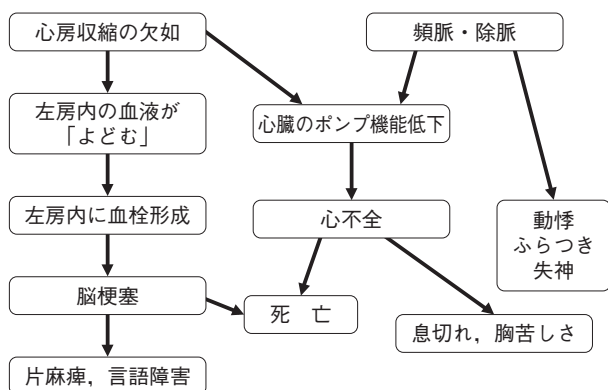 心房収縮の欠如
頻脈・除脈
左房内の血液が
「よどむ」
心臓のポンプ機能低下
左房内に血栓形成
心不全
動悸
ふらつき
失神
脳梗塞
死　亡
息切れ，胸苦しさ
片麻痺，言語障害